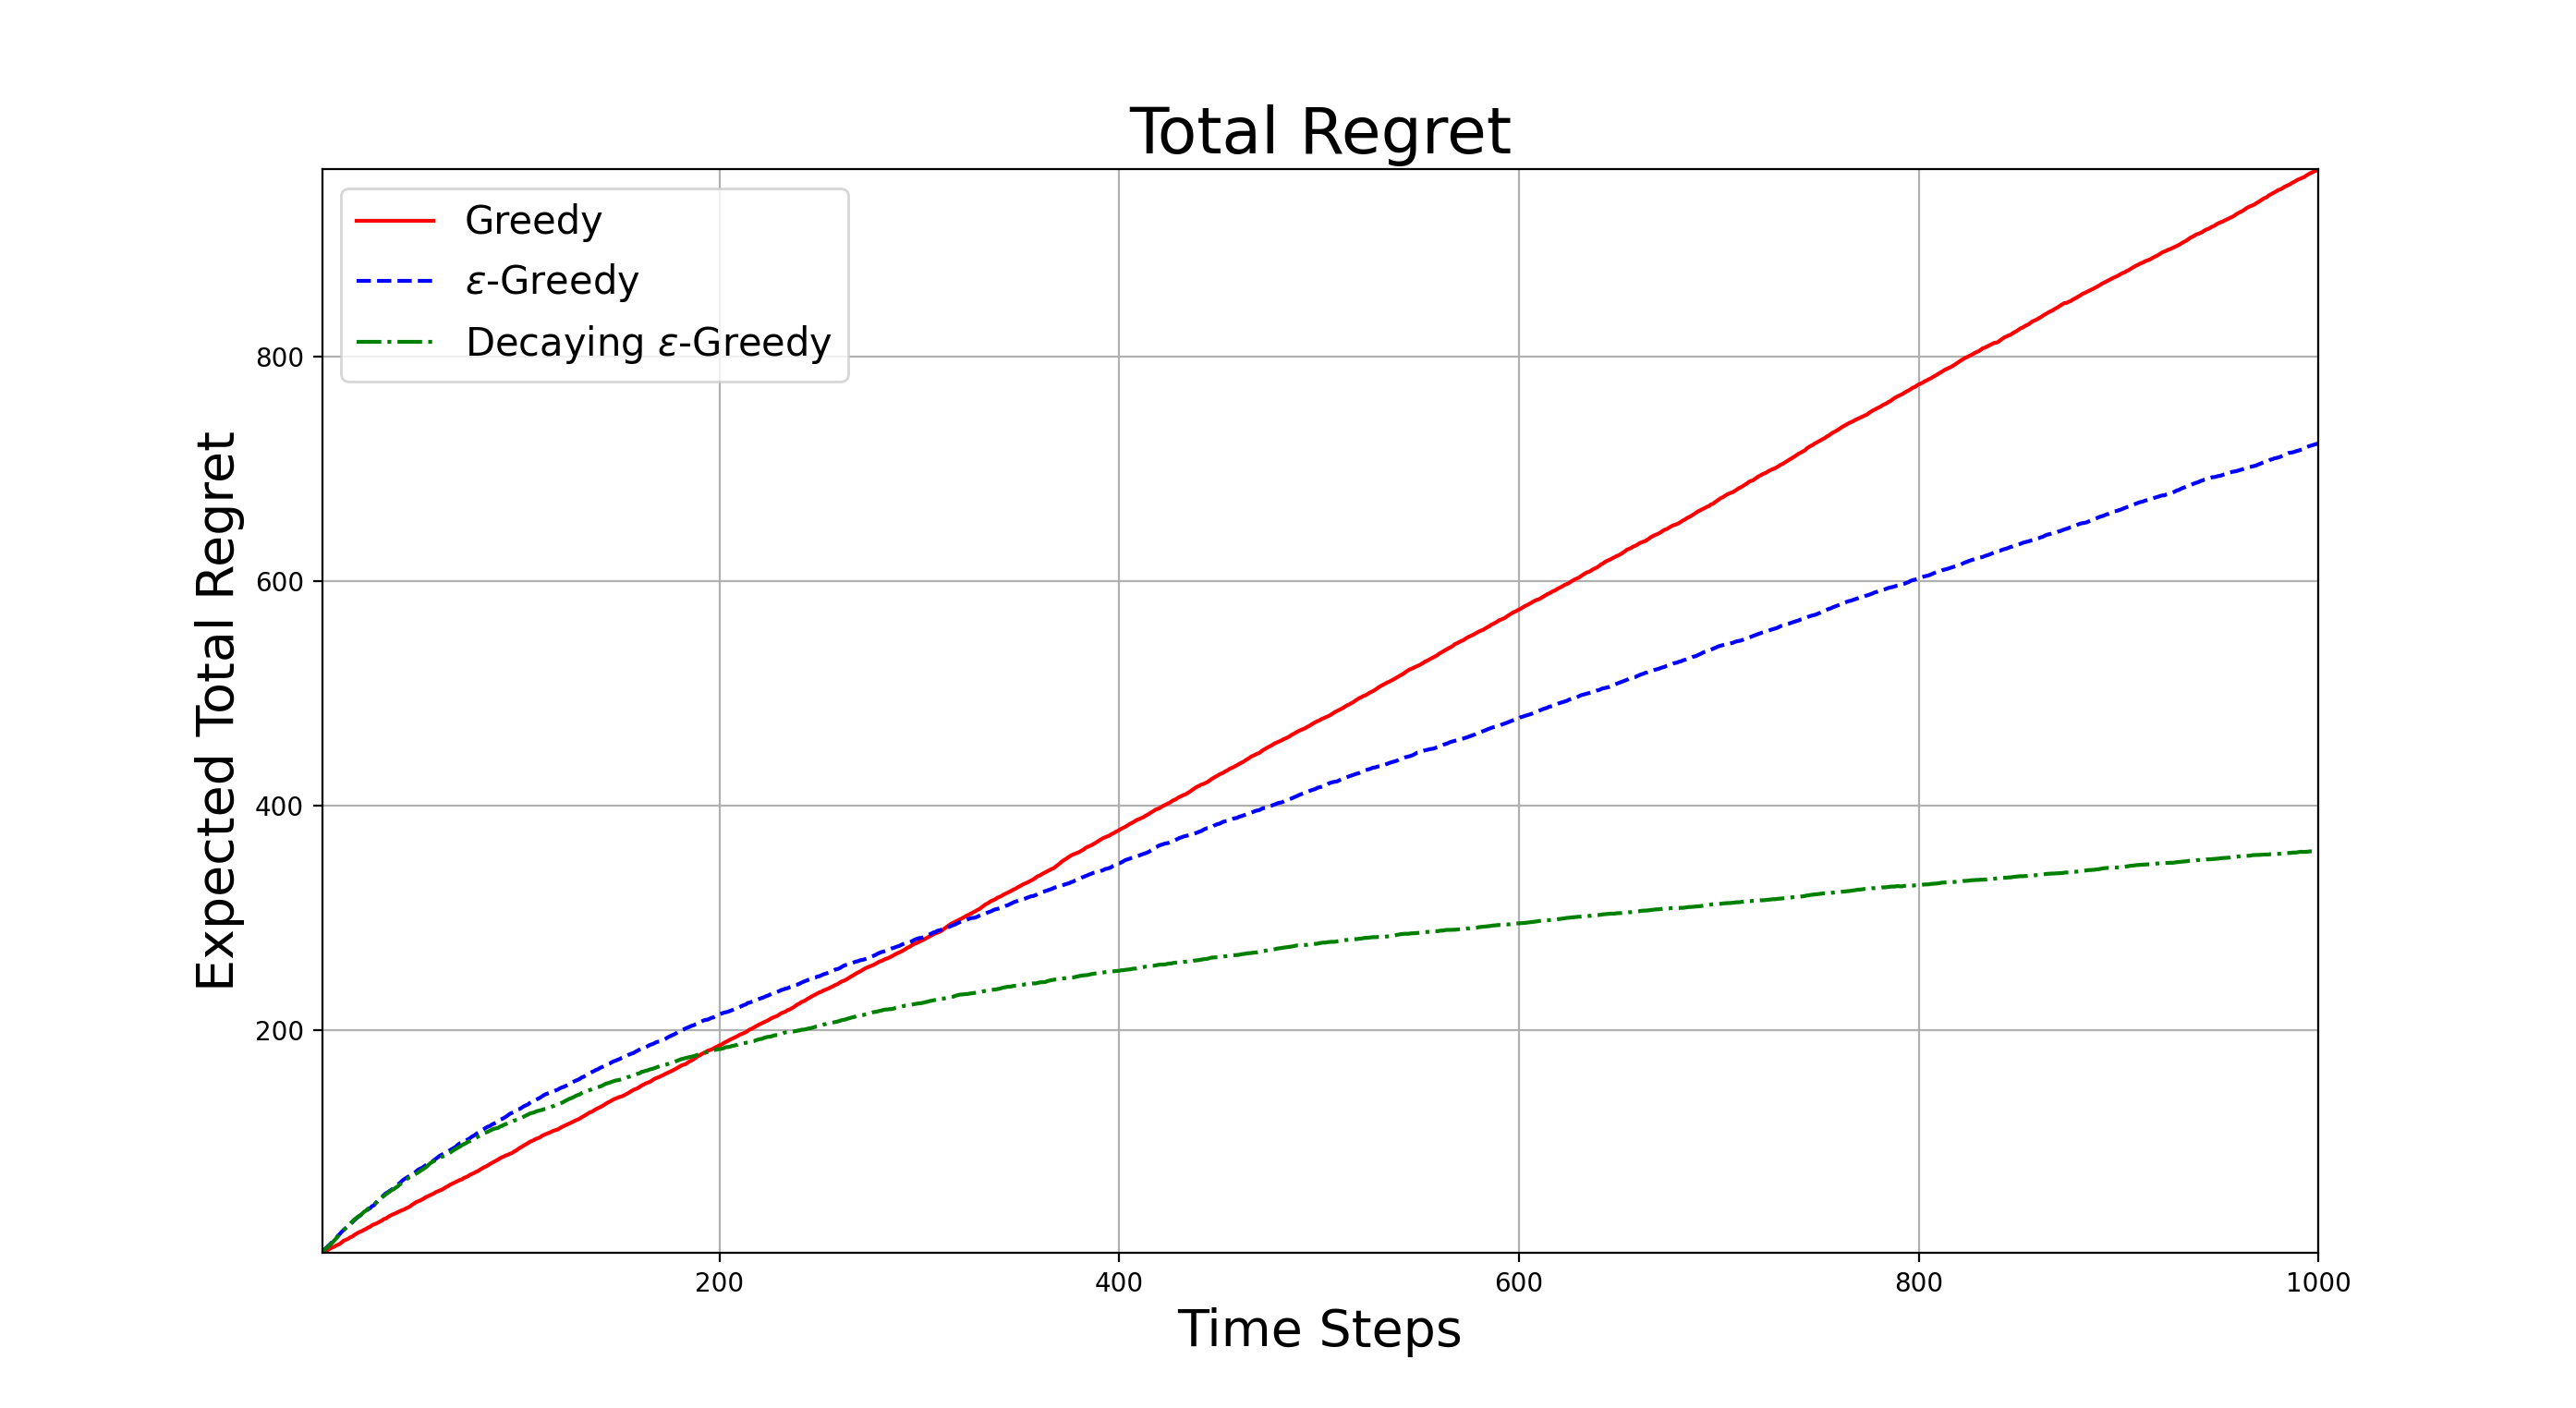 Total Regret
Greedy
ε-Greedy
Decaying ε-Greedy
Expected Total Regret
800
600
400
200
200 400 600 800 1000
Time Steps